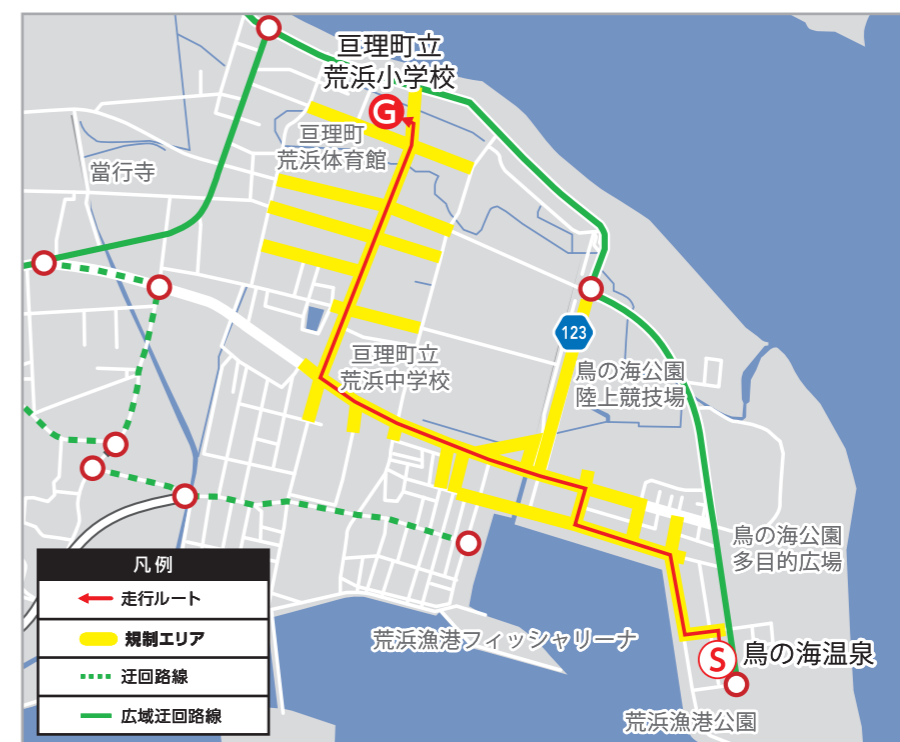 亘理町立
荒浜小学校
G
亘理町
荒浜体育館
當行寺
123
鳥の海公園
陸上競技場
亘理町立
荒浜中学校
鳥の海公園
多目的広場
凡例
走行ルート
規制エリア
迂回路線
広域迂回路線
荒浜漁港フィッシャリーナ
S
鳥の海温泉
荒浜漁港公園